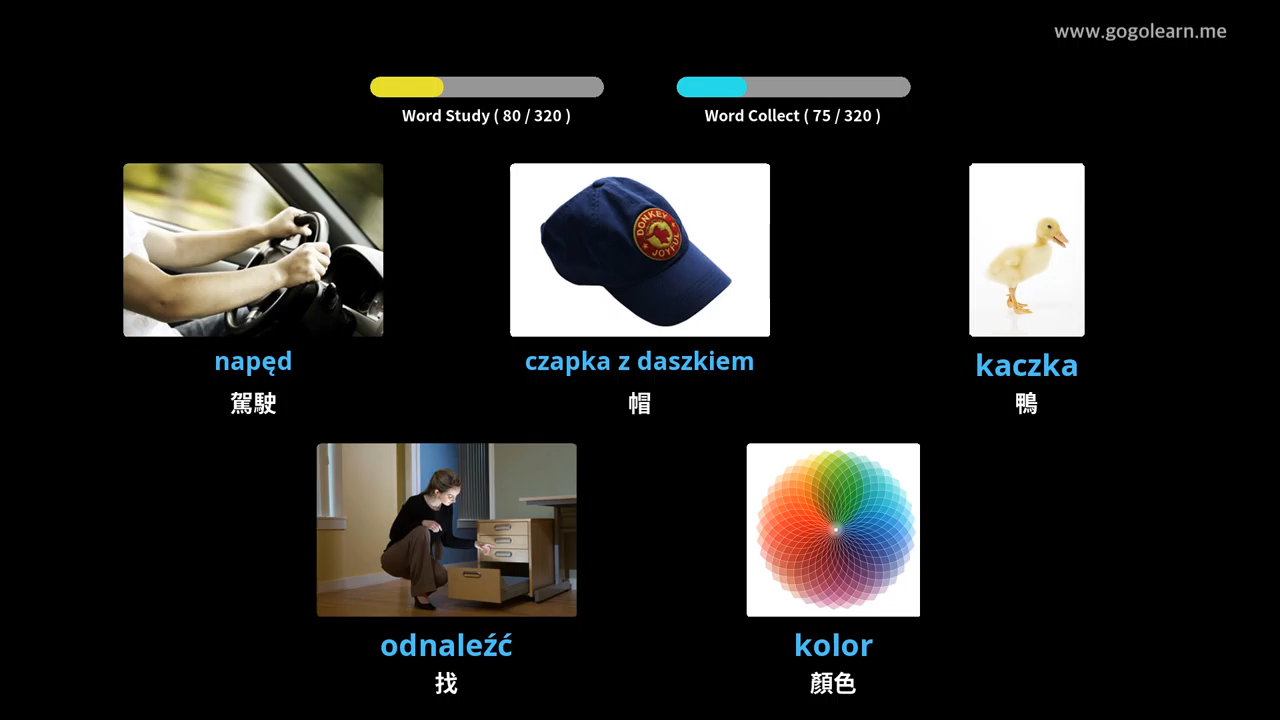 www.gogolearn.me
Word Study ( 80 / 320 )
Word Collect ( 75 / 320 )
DONKEY
JOYFUL
napęd
czapka z daszkiem
kaczka
駕駛
帽
鴨
odnaleźć
kolor
找
顏色